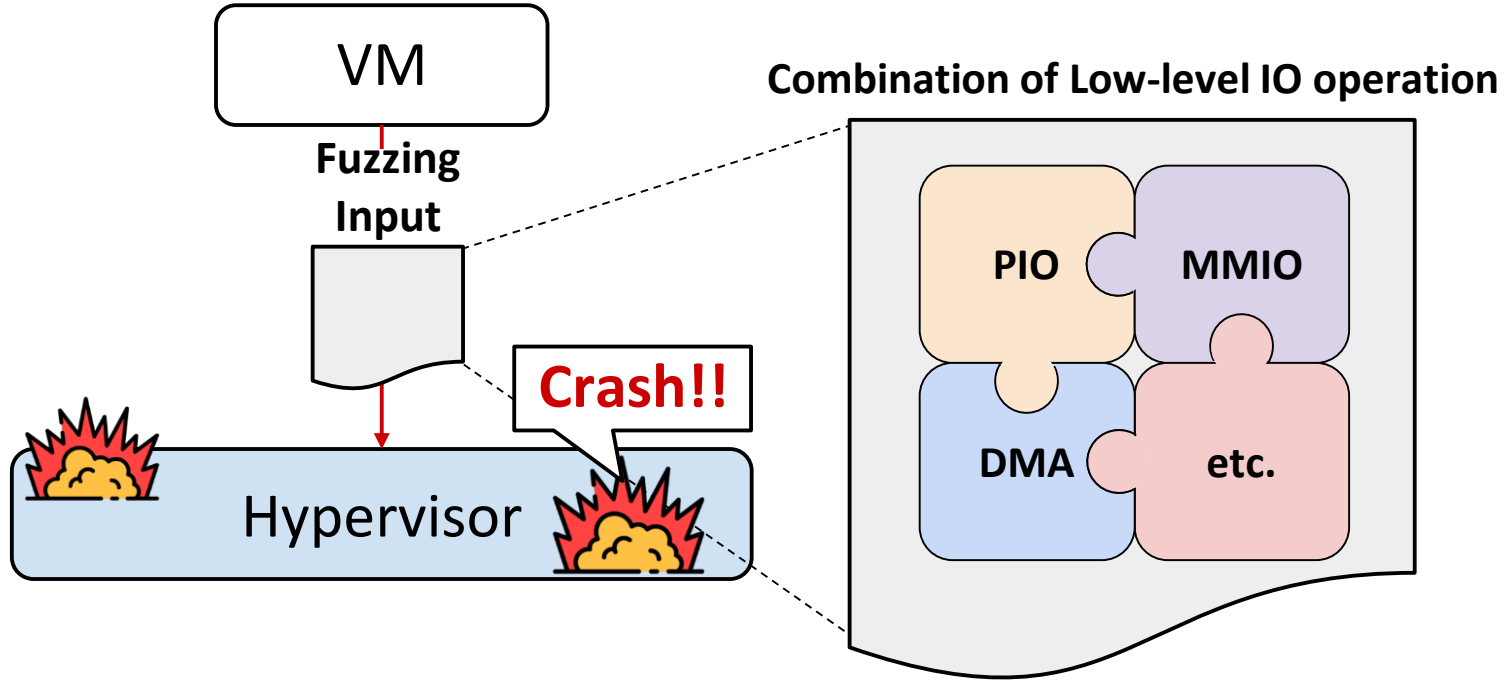 VM
Fuzzing
Input
Crash!!
Hypervisor
Combination of Low-level IO operation
PIO
MMIO
DMA
etc.